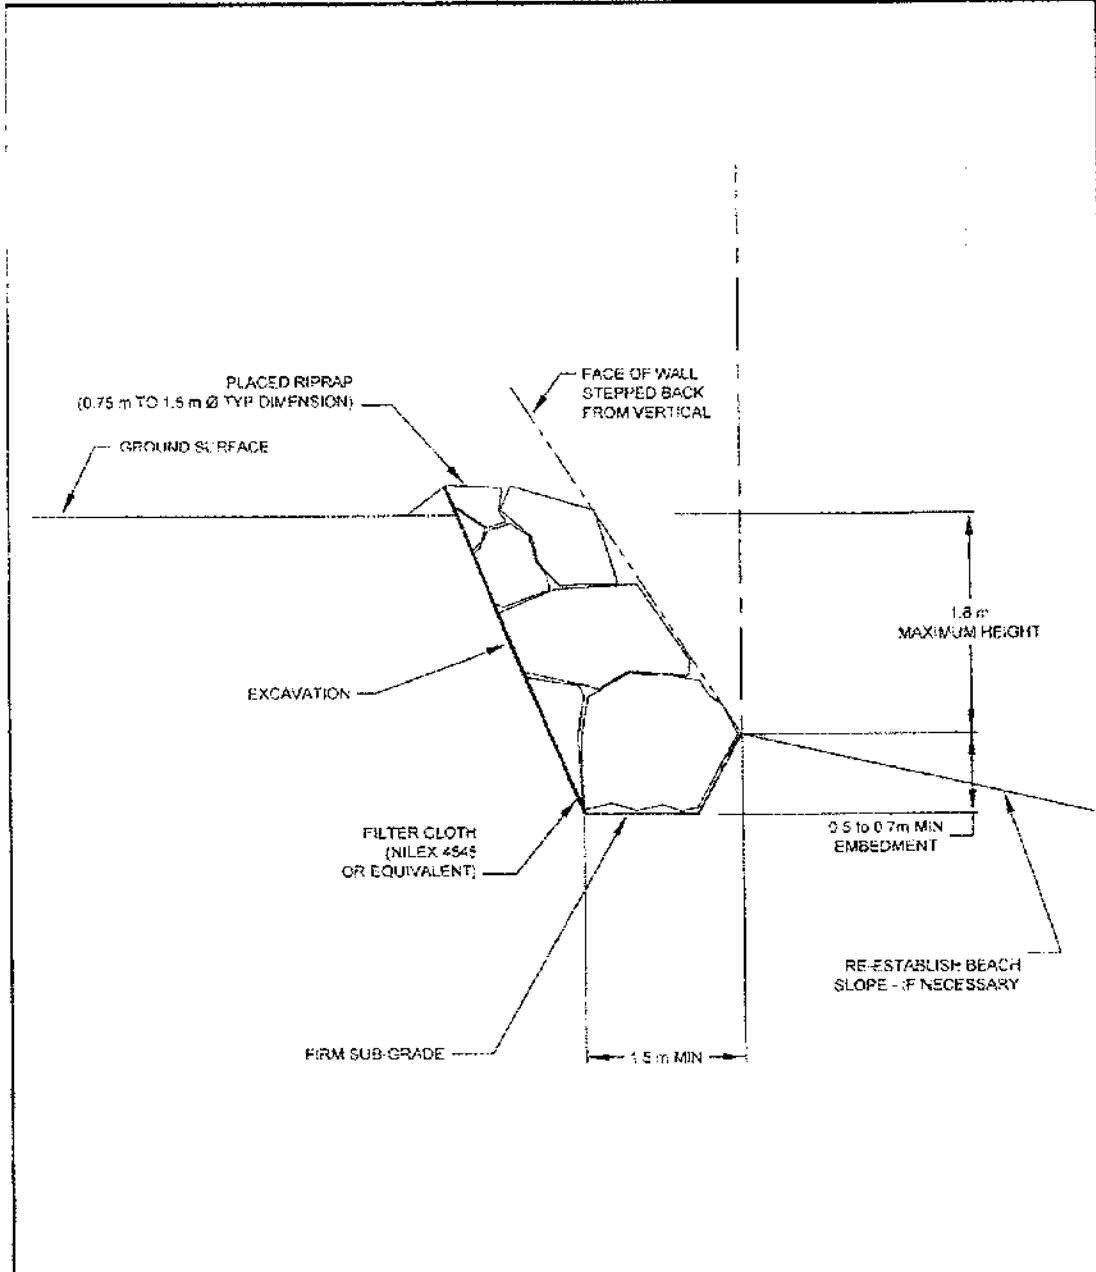 PLACED RIPRAP
(0.75 m TO 1.5 m Ø TYP DIMENSION)
GROUND SURFACE
FACE OF WALL
STEPPED BACK
FROM VERTICAL
1.8 m
MAXIMUM HEIGHT
EXCAVATION
FILTER CLOTH
(NILEX 4545
OR EQUIVALENT)
0.5 to 0.7m MIN
EMBEDMENT
RE-ESTABLISH BEACH
SLOPE - IF NECESSARY
FIRM SUB-GRADE
1.5 m MIN